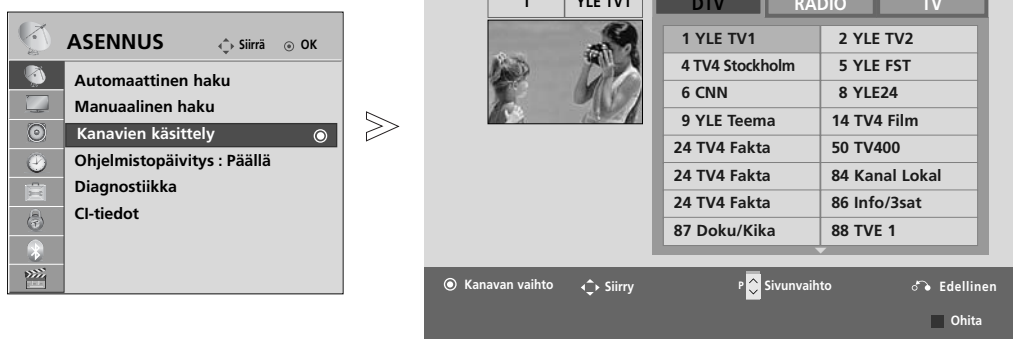 ASENNUS Siirrä OK
Automaattinen haku
Manuaalinen haku
Kanavien käsittely
Ohjelmistopäivitys : Päällä
Diagnostiikka
CI-tiedot
1 YLE TV1
DTV RADIO TV
1 YLE TV1 2 YLE TV2
4 TV4 Stockholm 5 YLE FST
6 CNN 8 YLE24
9 YLE Teema 14 TV4 Film
24 TV4 Fakta 50 TV400
24 TV4 Fakta 84 Kanal Lokal
24 TV4 Fakta 86 Info/3sat
87 Doku/Kika 88 TVE 1
Kanavan vaihto Siirry P Sivunvaihto Edellinen
Ohita